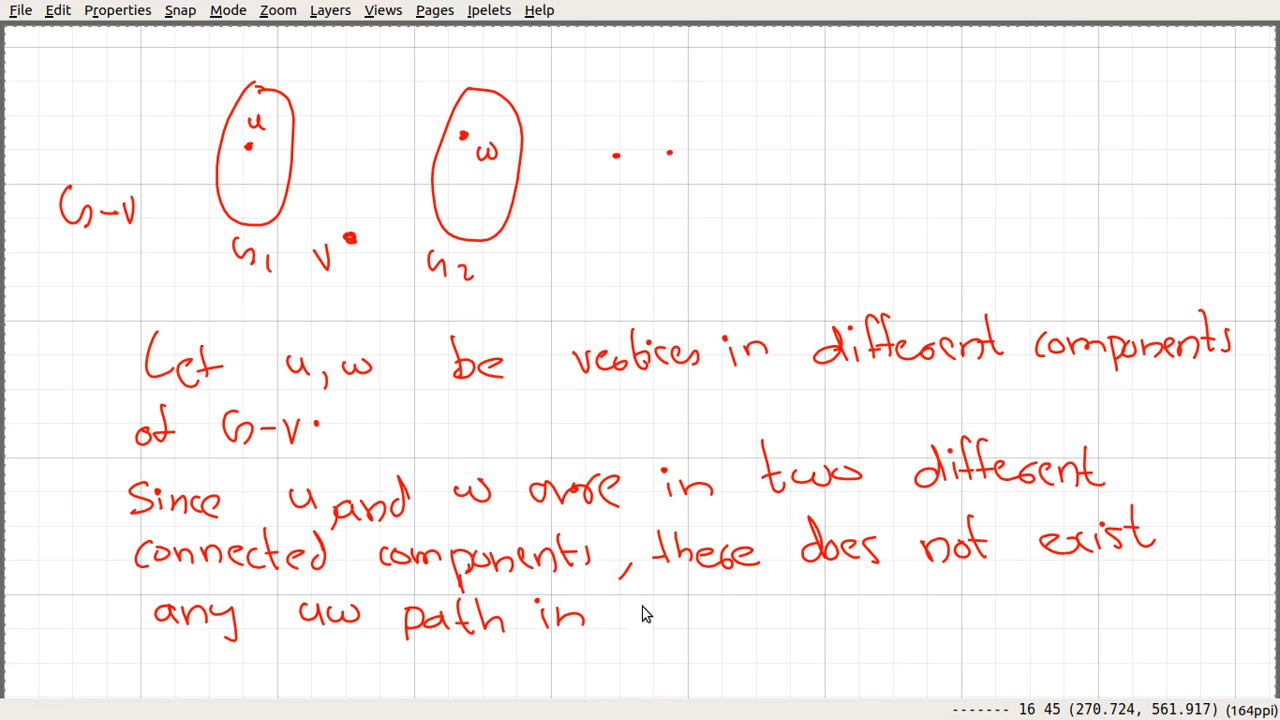 File Edit Properties Snap Mode Zoom Layers Views Pages Ipelets Help
u
w
G-v
G1 v G2
Let u, w be vertices in different components
of G-v.
Since u and w are in two different
connected components, there does not exist
any uw path in
------- 16 45 (270.724, 561.917) (164ppi)